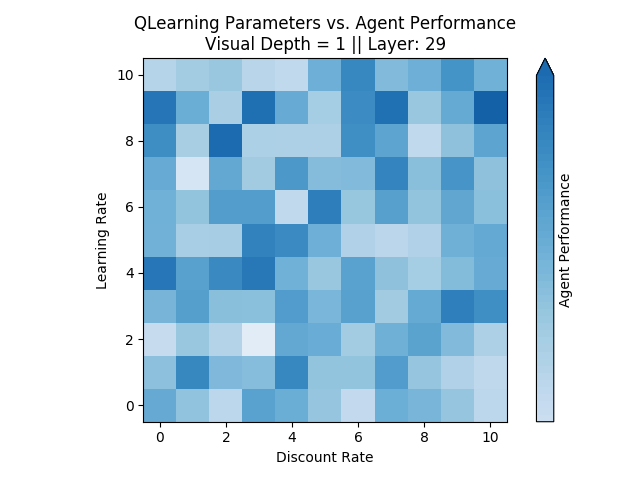 QLearning Parameters vs. Agent Performance
Visual Depth = 1 || Layer: 29
10
8
6
4
2
0
Learning Rate
0 2 4 6 8 10
Discount Rate
Agent Performance